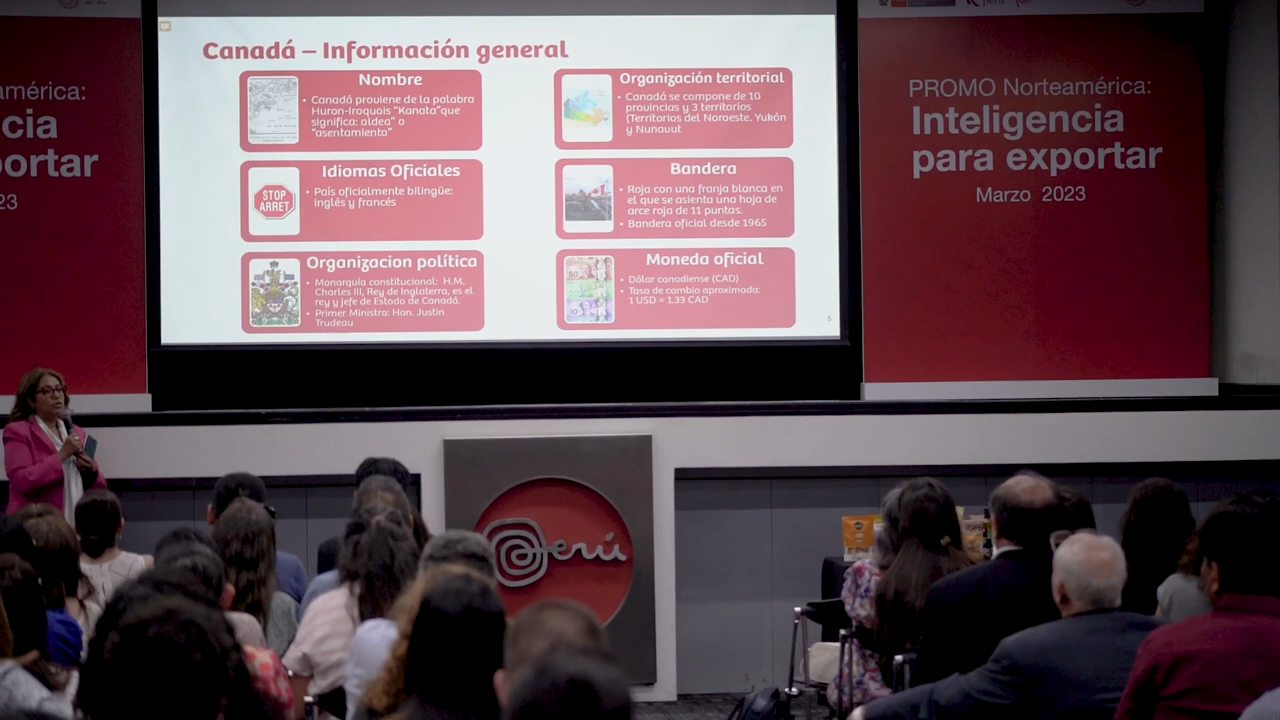 Canadá – Información general
Nombre
• Canadá proviene de la palabra
Huron-Iroquois “Kanata”que
significa: aldea” o
“asentamiento”
Organización territorial
• Canadá se compone de 10
provincias y 3 territorios
(Territorios del Noroeste. Yukón
y Nunavut
Idiomas Oficiales
• País oficialmente bilingüe:
inglés y francés
STOP
ARRET
Bandera
• Roja con una franja blanca en
el que se asienta una hoja de
arce roja de 11 puntas.
• Bandera oficial desde 1965
Organizacion política
• Monarquía constitucional: H.M.
Charles III, Rey de Inglaterra, es el
rey y jefe de Estado de Canadá.
• Primer Ministro: Hon. Justin
Trudeau
Moneda oficial
• Dólar canadiense (CAD)
• Tasa de cambio aproximada:
1 USD = 1.33 CAD
50
10
5
américa:
cia
portar
23
PROMO Norteamérica:
Inteligencia
para exportar
Marzo 2023
Perú